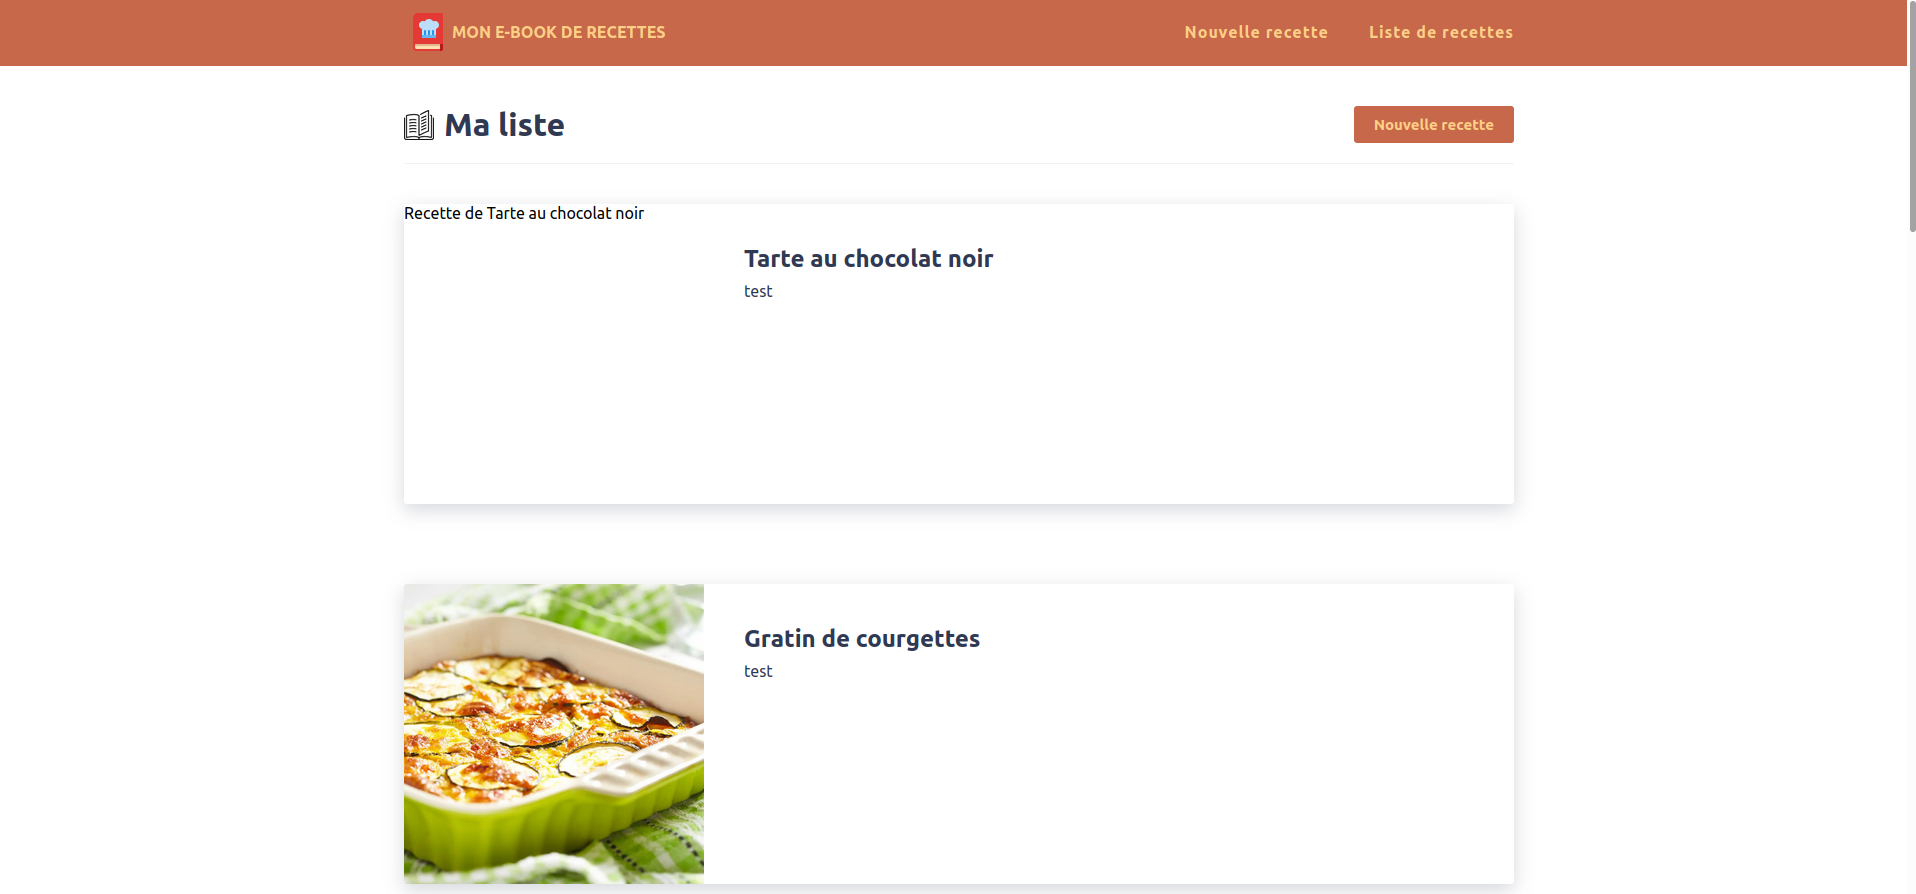 MON E-BOOK DE RECETTES
Nouvelle recette
Liste de recettes
Ma liste
Nouvelle recette
Recette de Tarte au chocolat noir
Tarte au chocolat noir
test
Gratin de courgettes
test